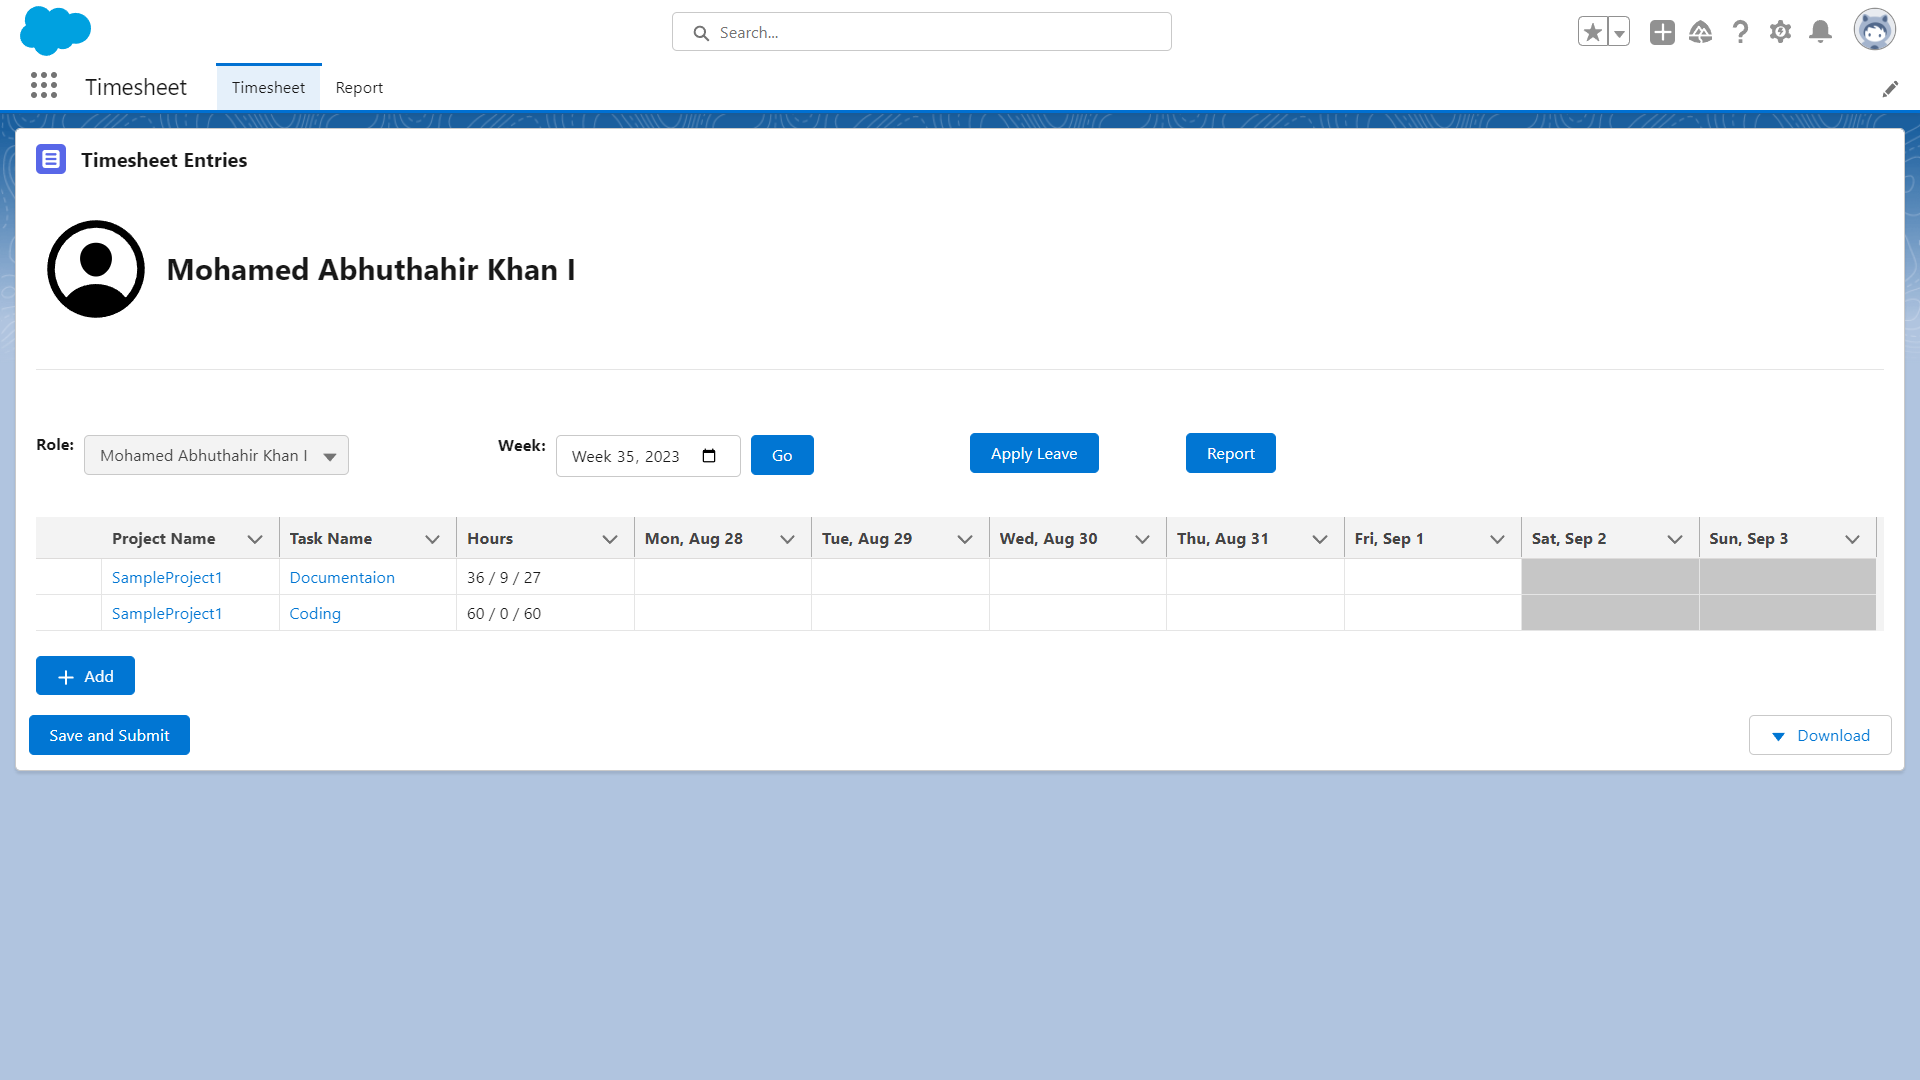 Search...
Timesheet
Timesheet
Report
Timesheet Entries
Mohamed Abhuthahir Khan I
Role:
Mohamed Abhuthahir Khan I
Week:
Week 35, 2023
Go
Apply Leave
Report
Project Name Task Name Hours Mon, Aug 28 Tue, Aug 29 Wed, Aug 30 Thu, Aug 31 Fri, Sep 1 Sat, Sep 2 Sun, Sep 3
SampleProject1 Documentaion 36 / 9 / 27
SampleProject1 Coding 60 / 0 / 60
Add
Save and Submit
Download